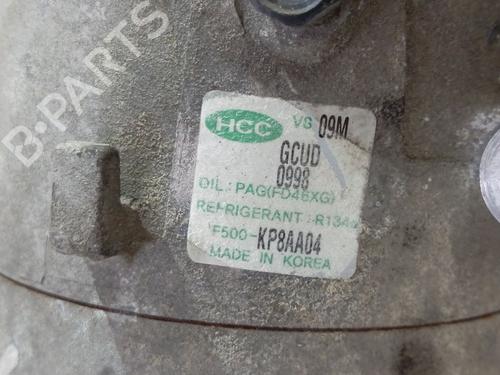 B-PARTS
HCC VS 09M
GCUD
0998
OIL : PAG(FD46XG)
REFRIGERANT : R134a
F500-KP8AA04
MADE IN KOREA